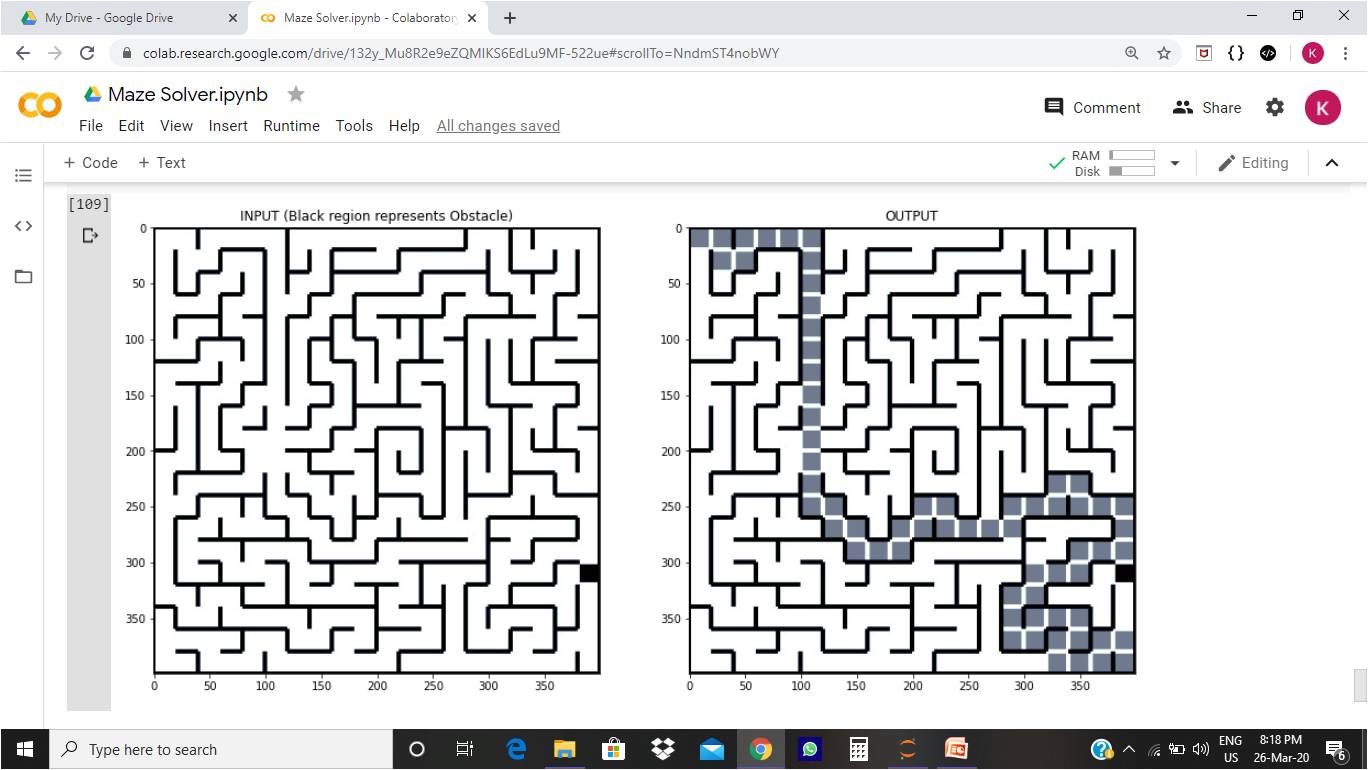 My Drive - Google Drive
Maze Solver.ipynb - Colaboratory
colab.research.google.com/drive/132y_Mu8R2e9eZQMIKS6EdLu9MF-522ue#scrollTo=NndmST4nobWY
K
Maze Solver.ipynb
Comment
Share
K
File Edit View Insert Runtime Tools Help All changes saved
+ Code + Text
RAM
Disk
Editing
[109]
INPUT (Black region represents Obstacle)
0
50
100
150
200
250
300
350
0 50 100 150 200 250 300 350
OUTPUT
0
50
100
150
200
250
300
350
0 50 100 150 200 250 300 350
Type here to search
ENG
US
8:18 PM
26-Mar-20
6